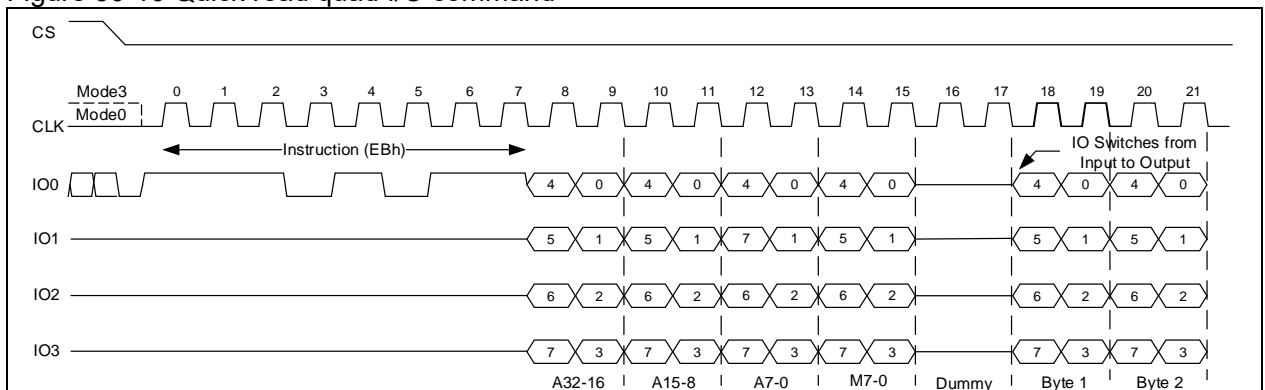 Figure 30-10 Quick read quad I/O command
CS
Mode3 0 1 2 3 4 5 6 7 8 9 10 11 12 13 14 15 16 17 18 19 20 21
Mode0
CLK
Instruction (EBh)
IO Switches from
Input to Output
IO0 4 0 4 0 4 0 4 0 4 0 4 0
IO1 5 1 5 1 7 1 5 1 5 1 5 1
IO2 6 2 6 2 6 2 6 2 6 2 6 2
IO3 7 3 7 3 7 3 7 3 7 3 7 3
A32-16 A15-8 A7-0 M7-0 Dummy Byte 1 Byte 2